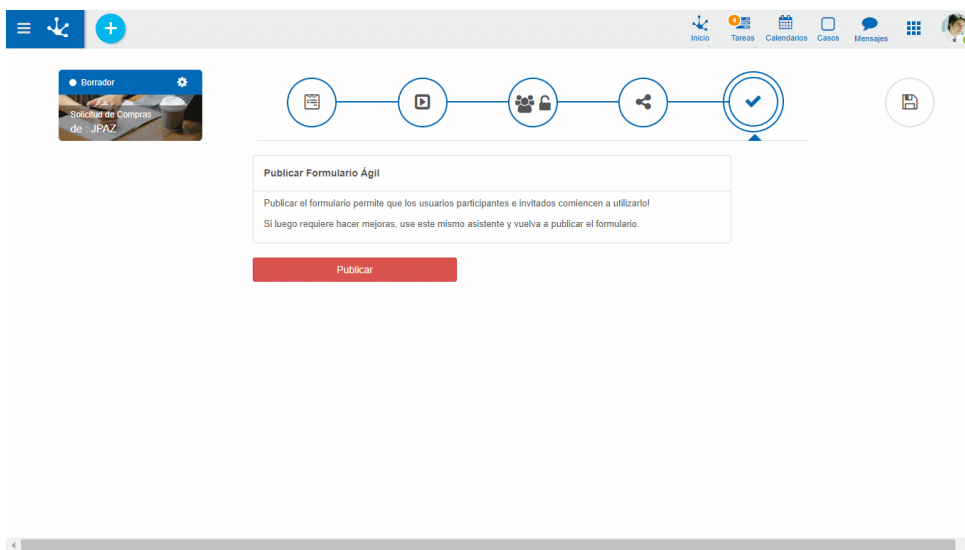 4
Inicio
Tareas
Calendarios
Casos
Mensajes
Borrador
Solicitud de Compras
de : JPAZ
Publicar Formulario Ágil
Publicar el formulario permite que los usuarios participantes e invitados comiencen a utilizarlo!
Si luego requiere hacer mejoras, use este mismo asistente y vuelva a publicar el formulario.
Publicar